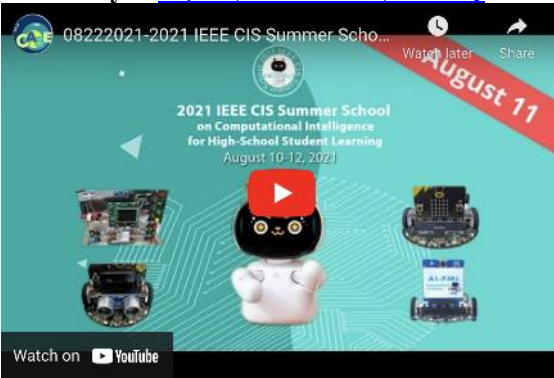 08222021-2021 IEEE CIS Summer Scho...
Watch later
Share
August 11
2021 IEEE CIS Summer School
on Computational Intelligence
for High-School Student Learning
August 10-12, 2021
AI-FML
Watch on YouTube